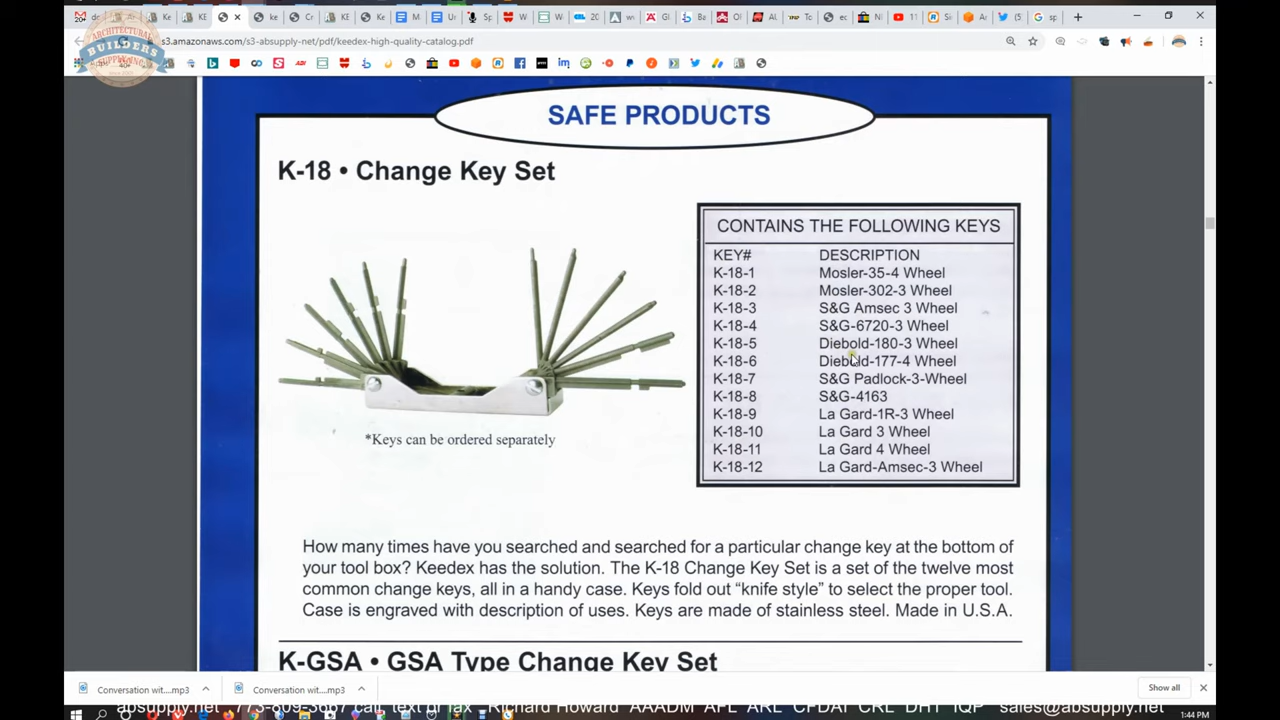 s3.amazonaws.com/s3-absupply-net/pdf/keedex-high-quality-catalog.pdf
ARCHITECTURAL
BUILDERS
SUPPLY INC.
SAFE PRODUCTS
K-18 • Change Key Set
CONTAINS THE FOLLOWING KEYS
KEY# DESCRIPTION
K-18-1 Mosler-35-4 Wheel
K-18-2 Mosler-302-3 Wheel
K-18-3 S&G Amsec 3 Wheel
K-18-4 S&G-6720-3 Wheel
K-18-5 Diebold-180-3 Wheel
K-18-6 Diebold-177-4 Wheel
K-18-7 S&G Padlock-3-Wheel
K-18-8 S&G-4163
K-18-9 La Gard-1R-3 Wheel
K-18-10 La Gard 3 Wheel
K-18-11 La Gard 4 Wheel
K-18-12 La Gard-Amsec-3 Wheel
*Keys can be ordered separately
How many times have you searched and searched for a particular change key at the bottom of
your tool box? Keedex has the solution. The K-18 Change Key Set is a set of the twelve most
common change keys, all in a handy case. Keys fold out “knife style” to select the proper tool.
Case is engraved with description of uses. Keys are made of stainless steel. Made in U.S.A.
K-GSA • GSA Type Change Key Set
Conversation wit....mp3
Conversation wit....mp3
Show all
absupply.net 773-809-3667 call, text or fax Richard Howard AAADM AFL ARL CFDAI CRL DHT IQP sales@absupply.net
1:44 PM